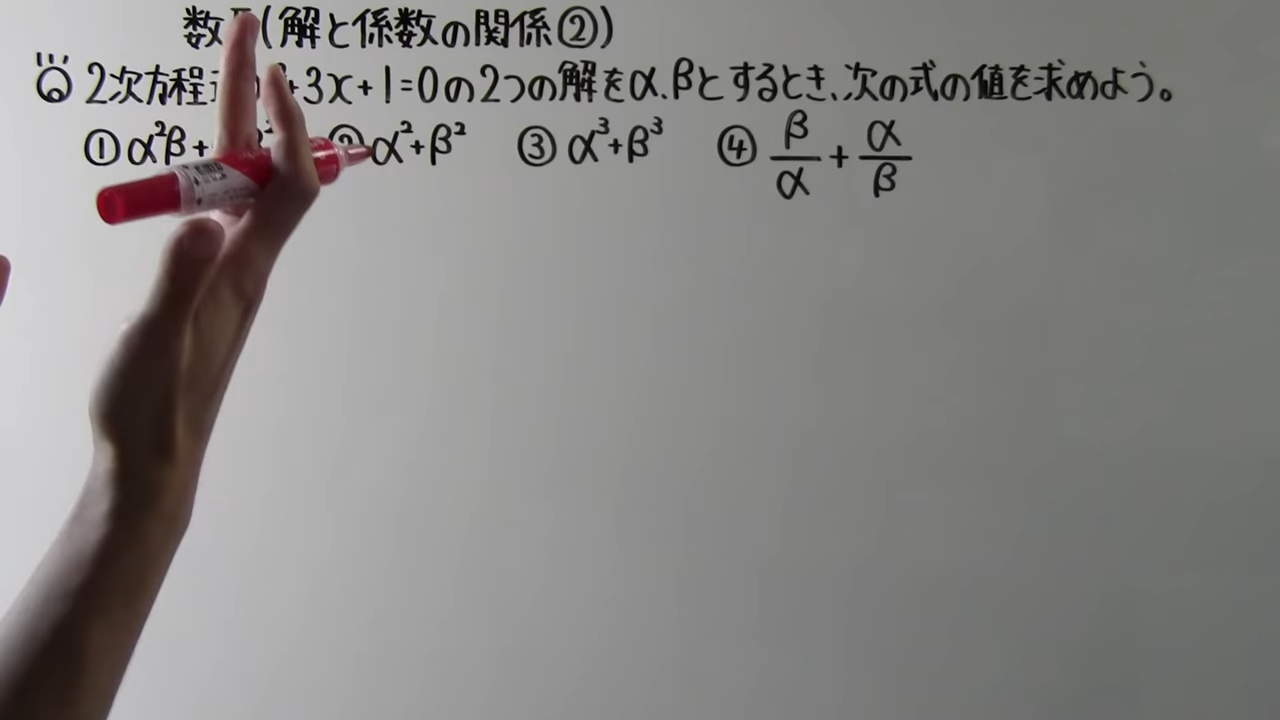 数 (解と係数の関係②)
Q 2次方程 +3x+1=0の2つの解をα、βとするとき、次の式の値を求めよう。
① α²β+ ② α²+β² ③ α³+β³ ④ β/α + α/β